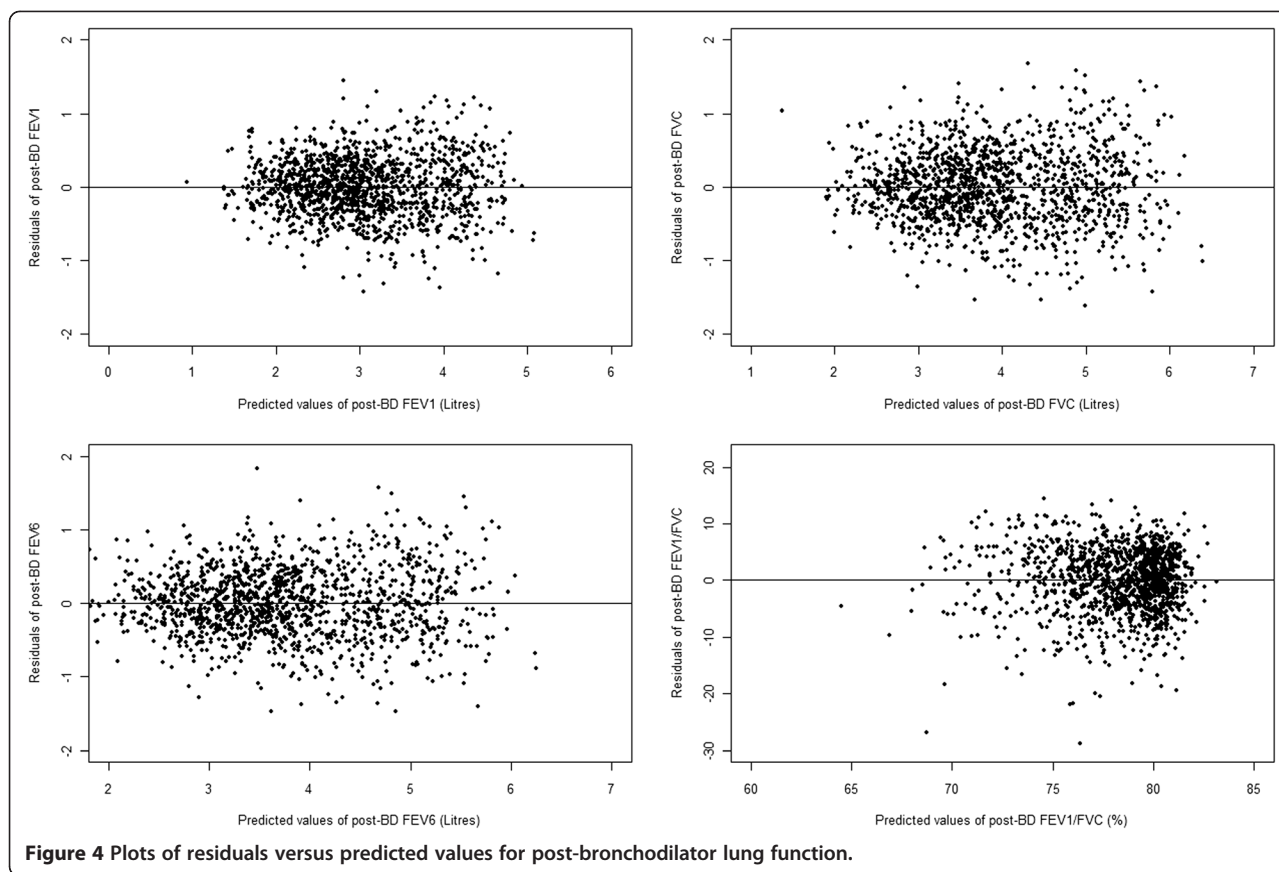 2
1
0
-1
-2
Residuals of post-BD FEV1
0 1 2 3 4 5 6
Predicted values of post-BD FEV1 (Litres)
2
1
0
-1
-2
Residuals of post-BD FVC
1 2 3 4 5 6 7
Predicted values of post-BD FVC (Litres)
2
1
0
-1
-2
Residuals of post-BD FEV6
2 3 4 5 6 7
Predicted values of post-BD FEV6 (Litres)
20
10
0
-10
-20
-30
Residuals of post-BD FEV1/FVC
60 65 70 75 80 85
Predicted values of post-BD FEV1/FVC (%)
Figure 4 Plots of residuals versus predicted values for post-bronchodilator lung function.